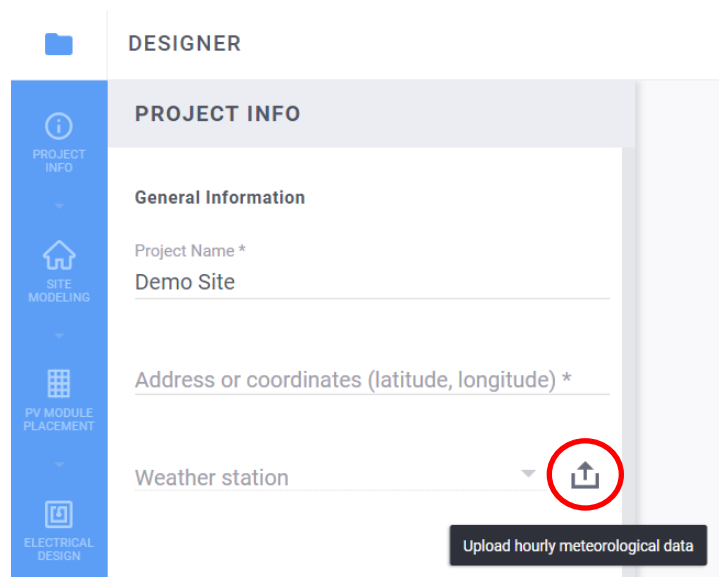 DESIGNER
PROJECT
INFO
SITE
MODELING
PV MODULE
PLACEMENT
ELECTRICAL
DESIGN
PROJECT INFO
General Information
Project Name *
Demo Site
Address or coordinates (latitude, longitude) *
Weather station
Upload hourly meteorological data